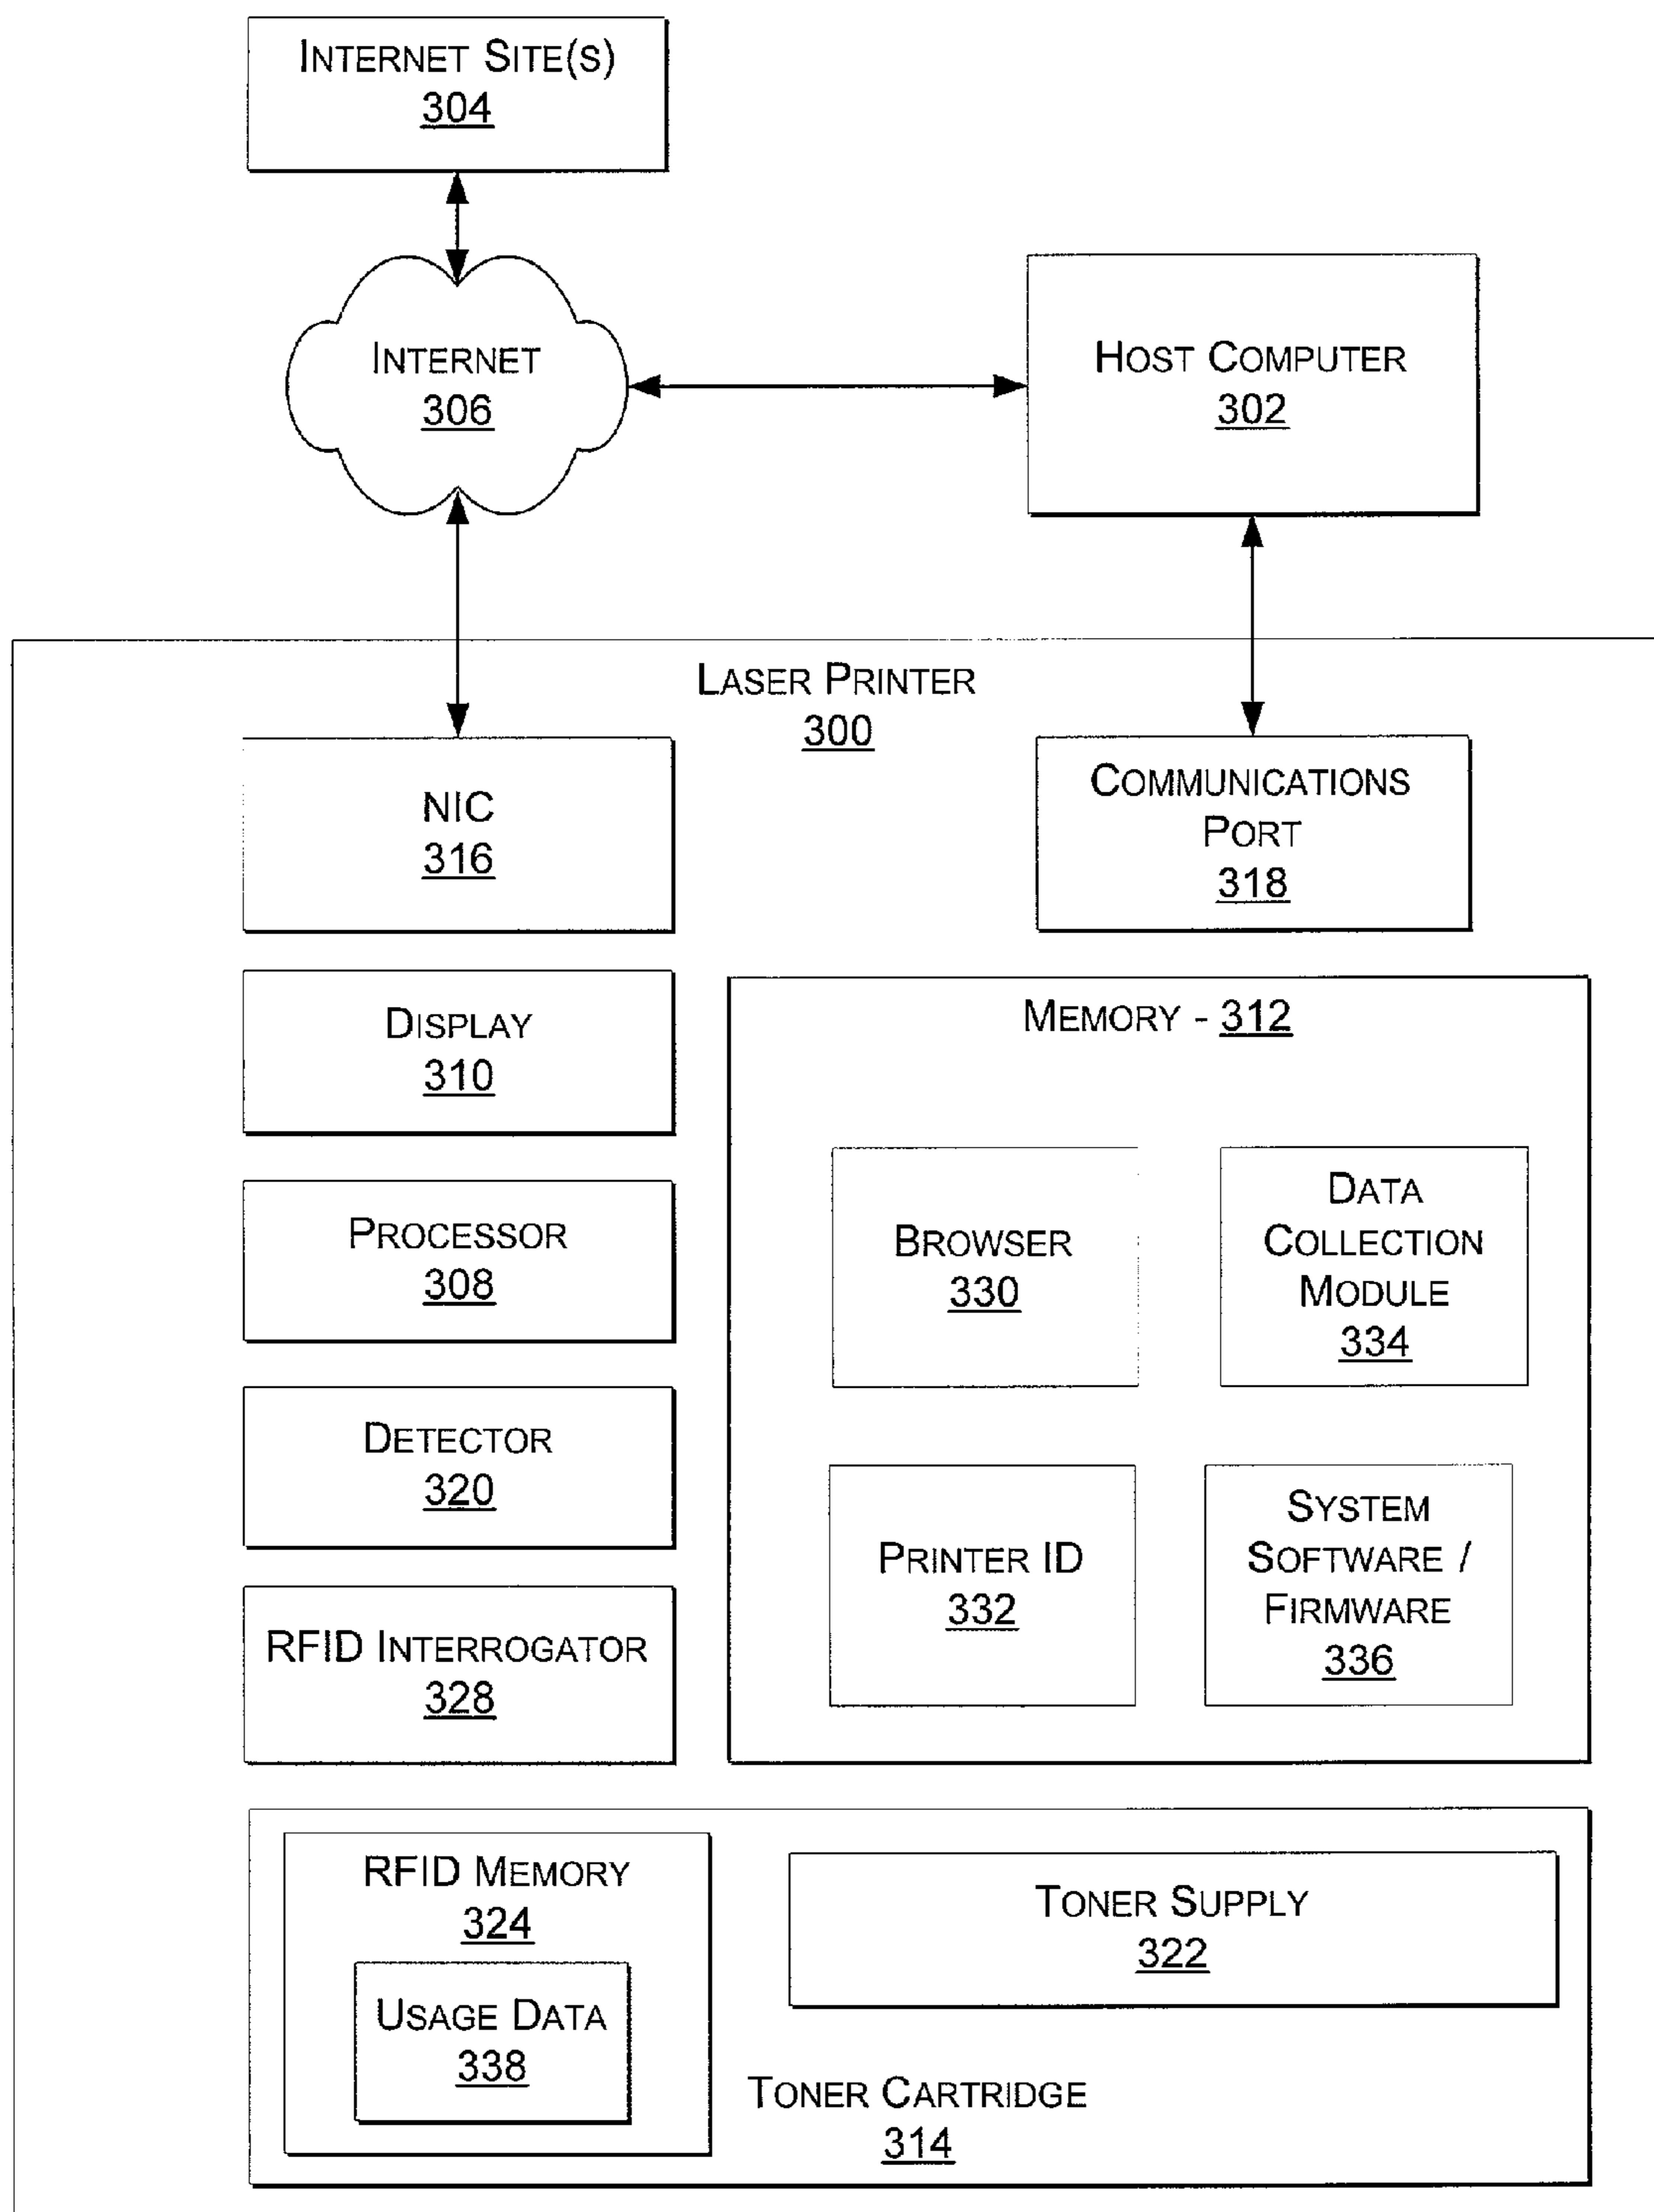 INTERNET SITE(S)
304
INTERNET
306
HOST COMPUTER
302
LASER PRINTER
300
NIC
316
COMMUNICATIONS
PORT
318
DISPLAY
310
PROCESSOR
308
DETECTOR
320
RFID INTERROGATOR
328
MEMORY - 312
BROWSER
330
DATA
COLLECTION
MODULE
334
PRINTER ID
332
SYSTEM
SOFTWARE /
FIRMWARE
336
RFID MEMORY
324
USAGE DATA
338
TONER SUPPLY
322
TONER CARTRIDGE
314